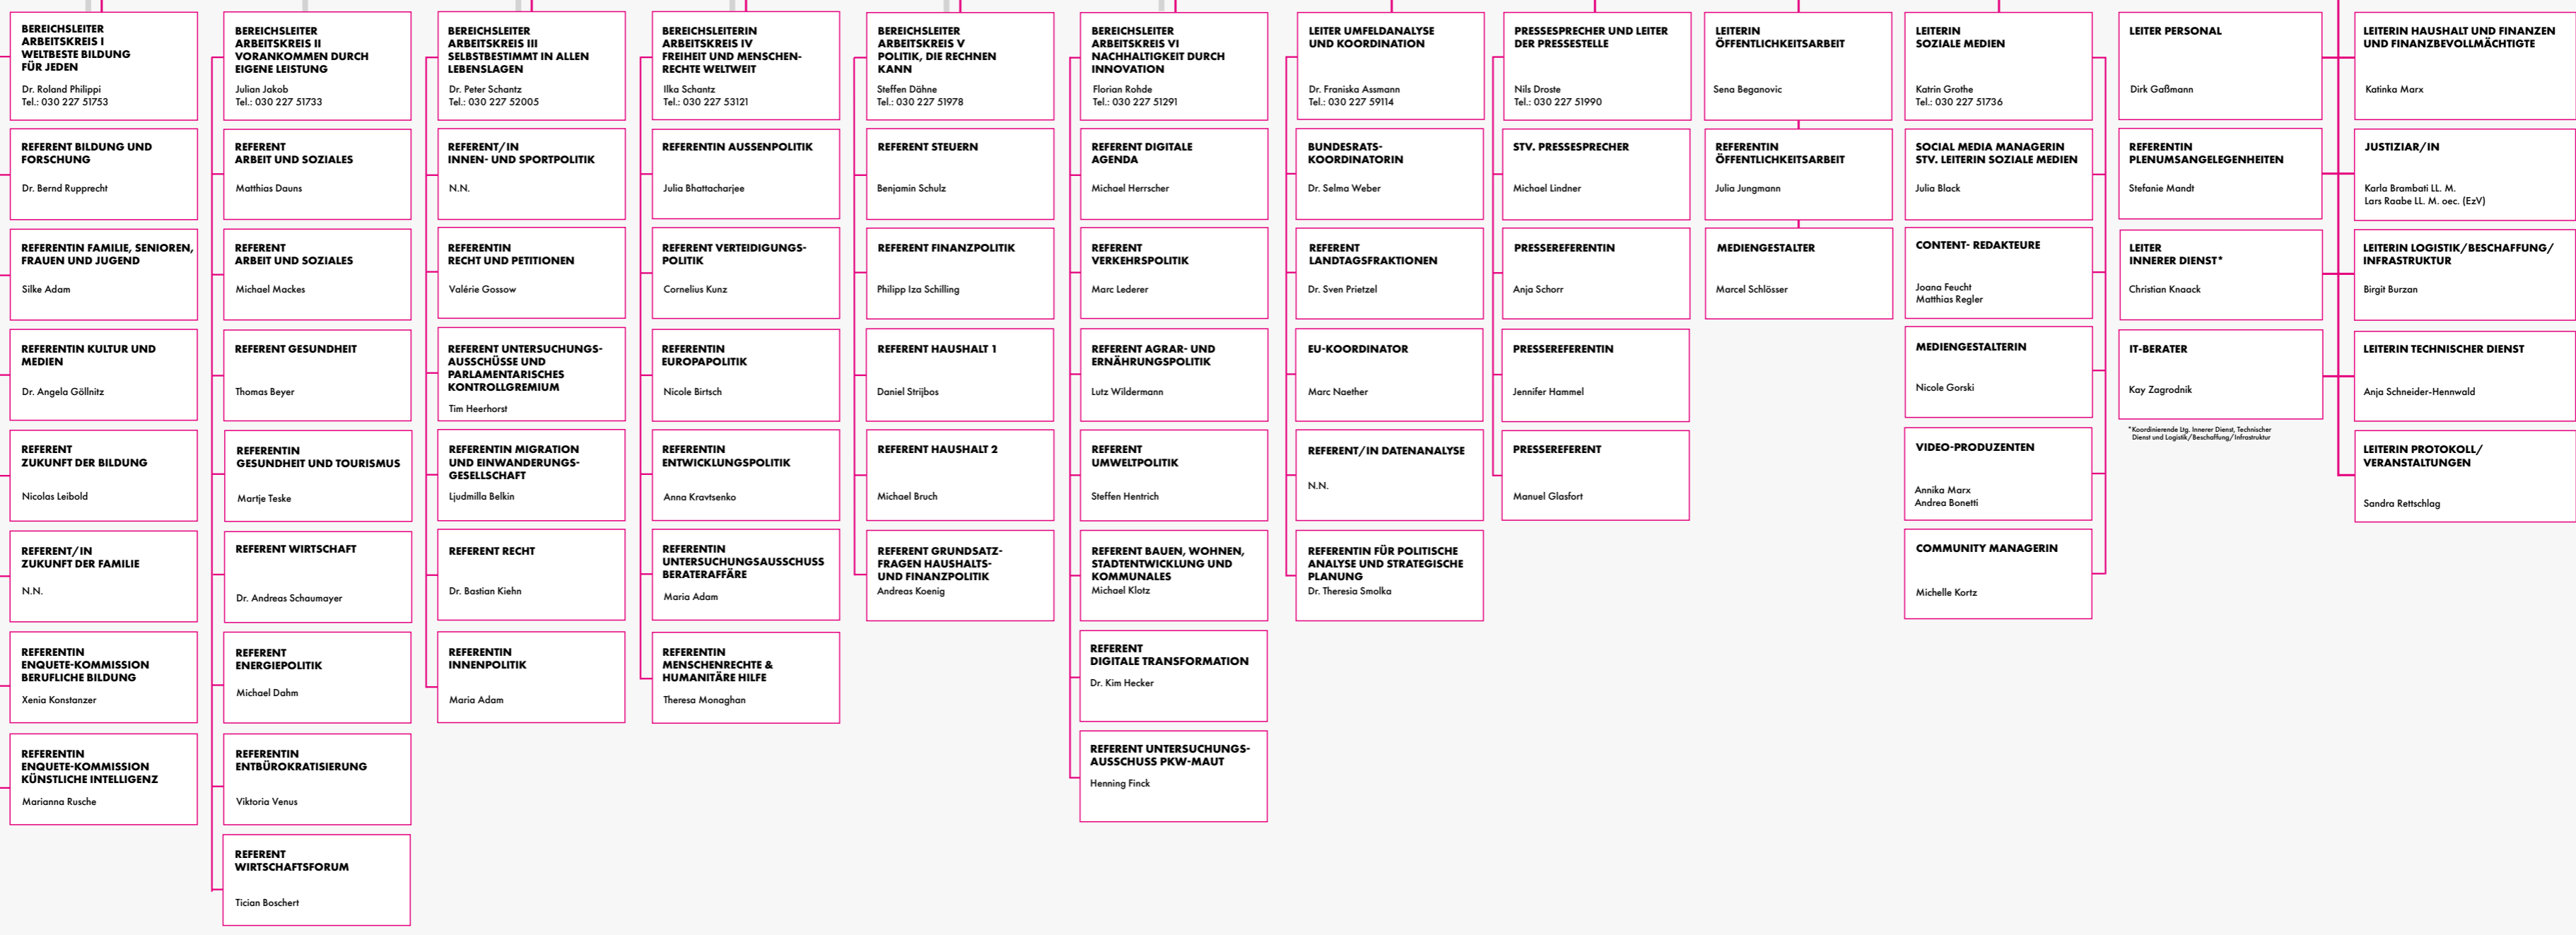 BEREICHSLEITER
ARBEITSKREIS I
WELTBESTE BILDUNG
FÜR JEDEN
Dr. Roland Philippi
Tel.: 030 227 51753
REFERENT BILDUNG UND
FORSCHUNG
Dr. Bernd Rupprecht
REFERENTIN FAMILIE, SENIOREN,
FRAUEN UND JUGEND
Silke Adam
REFERENTIN KULTUR UND
MEDIEN
Dr. Angela Göllnitz
REFERENT
ZUKUNFT DER BILDUNG
Nicolas Leibold
REFERENT/IN
ZUKUNFT DER FAMILIE
N.N.
REFERENTIN
ENQUETE-KOMMISSION
BERUFLICHE BILDUNG
Xenia Konstanzer
REFERENTIN
ENQUETE-KOMMISSION
KÜNSTLICHE INTELLIGENZ
Marianna Rusche
BEREICHSLEITER
ARBEITSKREIS II
VORANKOMMEN DURCH
EIGENE LEISTUNG
Julian Jakob
Tel.: 030 227 51733
REFERENT
ARBEIT UND SOZIALES
Matthias Dauns
REFERENT
ARBEIT UND SOZIALES
Michael Mackes
REFERENT GESUNDHEIT
Thomas Beyer
REFERENTIN
GESUNDHEIT UND TOURISMUS
Martje Teske
REFERENT WIRTSCHAFT
Dr. Andreas Schaumayer
REFERENT
ENERGIEPOLITIK
Michael Dahm
REFERENTIN
ENTBÜROKRATISIERUNG
Viktoria Venus
REFERENT
WIRTSCHAFTSFORUM
Tician Boschert
BEREICHSLEITER
ARBEITSKREIS III
SELBSTBESTIMMT IN ALLEN
LEBENSLAGEN
Dr. Peter Schantz
Tel.: 030 227 52005
REFERENT/IN
INNEN- UND SPORTPOLITIK
N.N.
REFERENTIN
RECHT UND PETITIONEN
Valérie Gossow
REFERENT UNTERSUCHUNGS-
AUSSCHÜSSE UND
PARLAMENTARISCHES
KONTROLLGREMIUM
Tim Heerhorst
REFERENTIN MIGRATION
UND EINWANDERUNGS-
GESELLSCHAFT
Ljudmilla Belkin
REFERENT RECHT
Dr. Bastian Kiehn
REFERENTIN
INNENPOLITIK
Maria Adam
BEREICHSLEITERIN
ARBEITSKREIS IV
FREIHEIT UND MENSCHEN-
RECHTE WELTWEIT
Ilka Schantz
Tel.: 030 227 53121
REFERENTIN AUSSENPOLITIK
Julia Bhattacharjee
REFERENT VERTEIDIGUNGS-
POLITIK
Cornelius Kunz
REFERENTIN
EUROPAPOLITIK
Nicole Birtsch
REFERENTIN
ENTWICKLUNGSPOLITIK
Anna Kravtsenko
REFERENTIN
UNTERSUCHUNGSAUSSCHUSS
BERATERAFFÄRE
Maria Adam
REFERENTIN
MENSCHENRECHTE &
HUMANITÄRE HILFE
Theresa Monaghan
BEREICHSLEITER
ARBEITSKREIS V
POLITIK, DIE RECHNEN
KANN
Steffen Dähne
Tel.: 030 227 51978
REFERENT STEUERN
Benjamin Schulz
REFERENT FINANZPOLITIK
Philipp Iza Schilling
REFERENT HAUSHALT 1
Daniel Strijbos
REFERENT HAUSHALT 2
Michael Bruch
REFERENT GRUNDSATZ-
FRAGEN HAUSHALTS-
UND FINANZPOLITIK
Andreas Koenig
BEREICHSLEITER
ARBEITSKREIS VI
NACHHALTIGKEIT DURCH
INNOVATION
Florian Rohde
Tel.: 030 227 51291
REFERENT DIGITALE
AGENDA
Michael Herrscher
REFERENT
VERKEHRSPOLITIK
Marc Lederer
REFERENT AGRAR- UND
ERNÄHRUNGSPOLITIK
Lutz Wildermann
REFERENT
UMWELTPOLITIK
Steffen Hentrich
REFERENT BAUEN, WOHNEN,
STADTENTWICKLUNG UND
KOMMUNALES
Michael Klotz
REFERENT
DIGITALE TRANSFORMATION
Dr. Kim Hecker
REFERENT UNTERSUCHUNGS-
AUSSCHUSS PKW-MAUT
Henning Finck
LEITER UMFELDANALYSE
UND KOORDINATION
Dr. Franiska Assmann
Tel.: 030 227 59114
BUNDESRATS-
KOORDINATORIN
Dr. Selma Weber
REFERENT
LANDTAGSFRAKTIONEN
Dr. Sven Prietzel
EU-KOORDINATOR
Marc Naether
REFERENT/IN DATENANALYSE
N.N.
REFERENTIN FÜR POLITISCHE
ANALYSE UND STRATEGISCHE
PLANUNG
Dr. Theresia Smolka
PRESSESPRECHER UND LEITER
DER PRESSESTELLE
Nils Droste
Tel.: 030 227 51990
STV. PRESSESPRECHER
Michael Lindner
PRESSEREFERENTIN
Anja Schorr
PRESSEREFERENTIN
Jennifer Hammel
PRESSEREFERENT
Manuel Glasfort
LEITERIN
ÖFFENTLICHKEITSARBEIT
Sena Beganovic
REFERENTIN
ÖFFENTLICHKEITSARBEIT
Julia Jungmann
MEDIENGESTALTER
Marcel Schlösser
LEITERIN
SOZIALE MEDIEN
Katrin Grothe
Tel.: 030 227 51736
SOCIAL MEDIA MANAGERIN
STV. LEITERIN SOZIALE MEDIEN
Julia Black
CONTENT- REDAKTEURE
Joana Feucht
Matthias Regler
MEDIENGESTALTERIN
Nicole Gorski
VIDEO-PRODUZENTEN
Annika Marx
Andrea Bonetti
COMMUNITY MANAGERIN
Michelle Kortz
LEITER PERSONAL
Dirk Gaßmann
REFERENTIN
PLENUMSANGELEGENHEITEN
Stefanie Mandt
LEITER
INNERER DIENST*
Christian Knaack
IT-BERATER
Kay Zagrodnik
*Koordinierende Ltg. Innerer Dienst, Technischer
Dienst und Logistik/Beschaffung/Infrastruktur
LEITERIN HAUSHALT UND FINANZEN
UND FINANZBEVOLLMÄCHTIGTE
Katinka Marx
JUSTIZIAR/IN
Karla Brambati LL. M.
Lars Raabe LL. M. oec. (EzV)
LEITERIN LOGISTIK/BESCHAFFUNG/
INFRASTRUKTUR
Birgit Burzan
LEITERIN TECHNISCHER DIENST
Anja Schneider-Hennwald
LEITERIN PROTOKOLL/
VERANSTALTUNGEN
Sandra Rettschlag